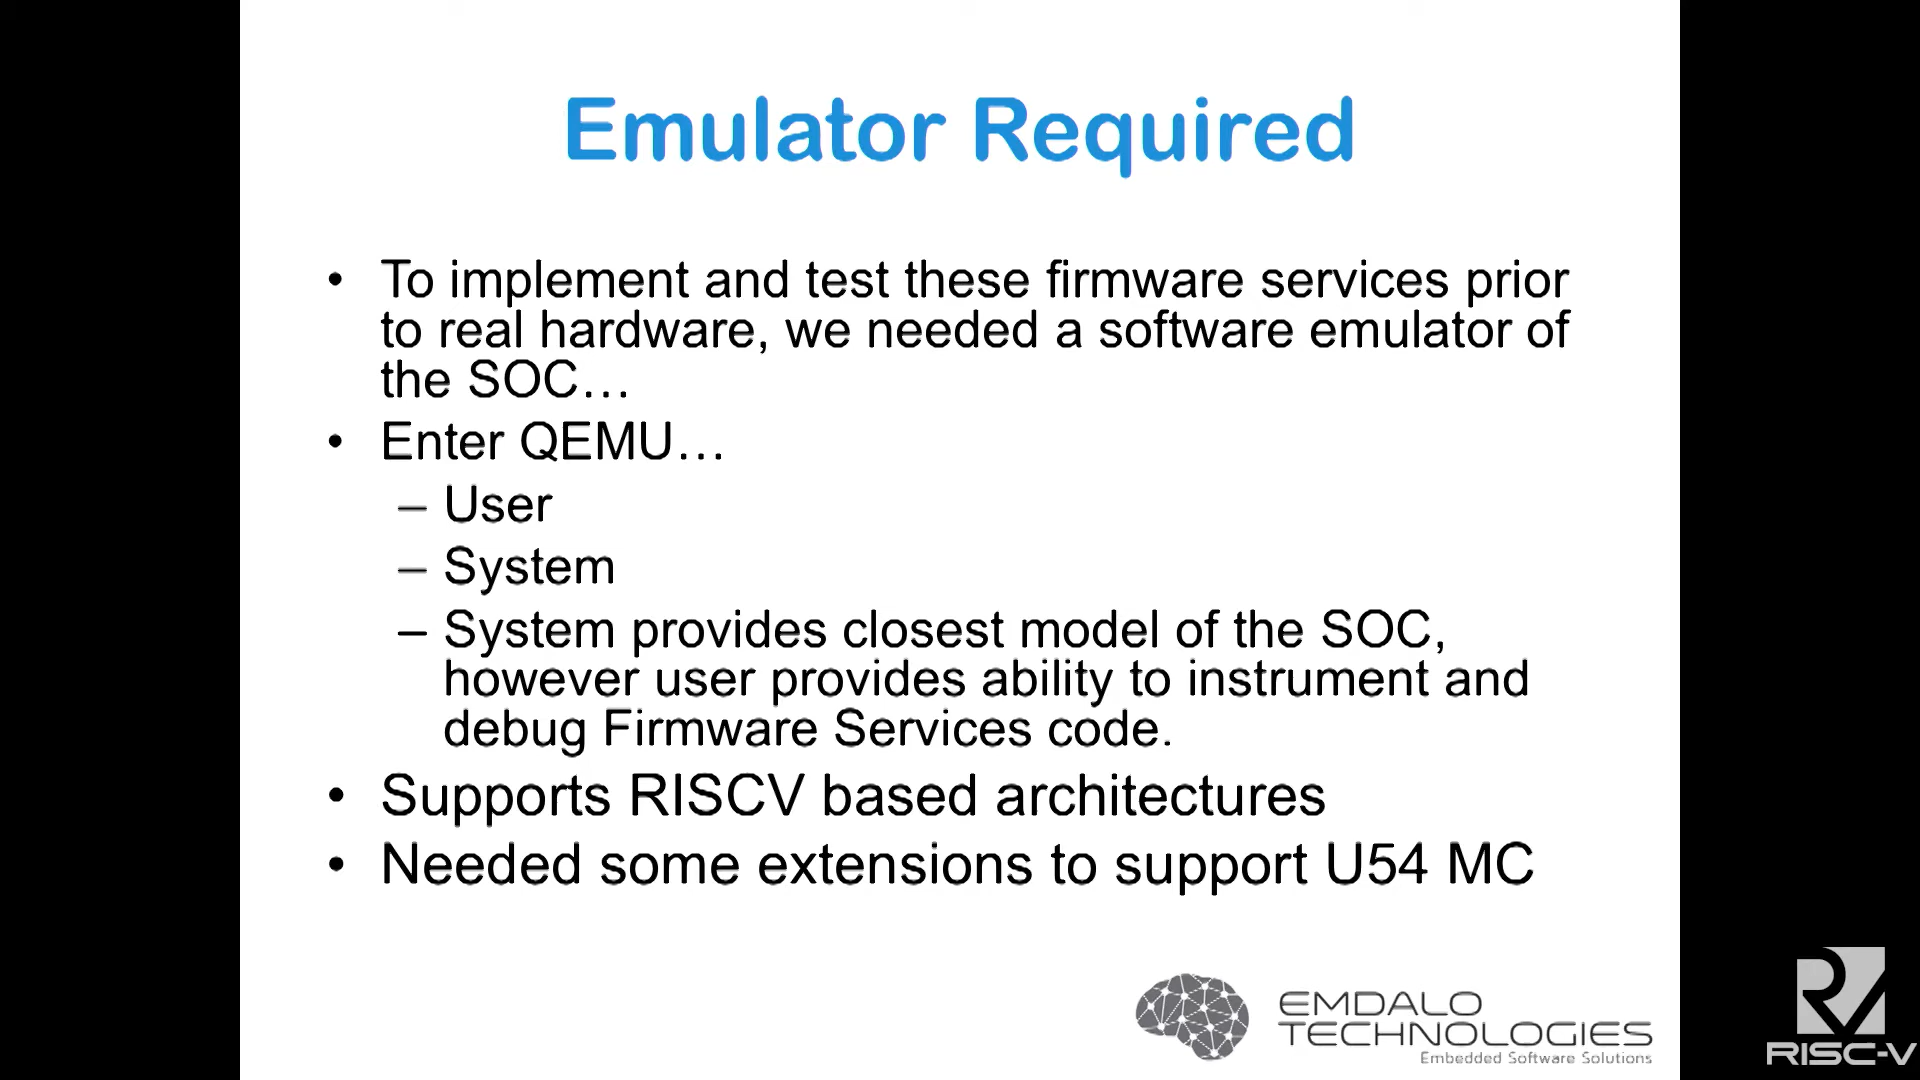 Emulator Required
• To implement and test these firmware services prior
to real hardware, we needed a software emulator of
the SOC…
• Enter QEMU…
– User
– System
– System provides closest model of the SOC,
however user provides ability to instrument and
debug Firmware Services code.
• Supports RISCV based architectures
• Needed some extensions to support U54 MC
EMDALO
TECHNOLOGIES
Embedded Software Solutions
RISC-V